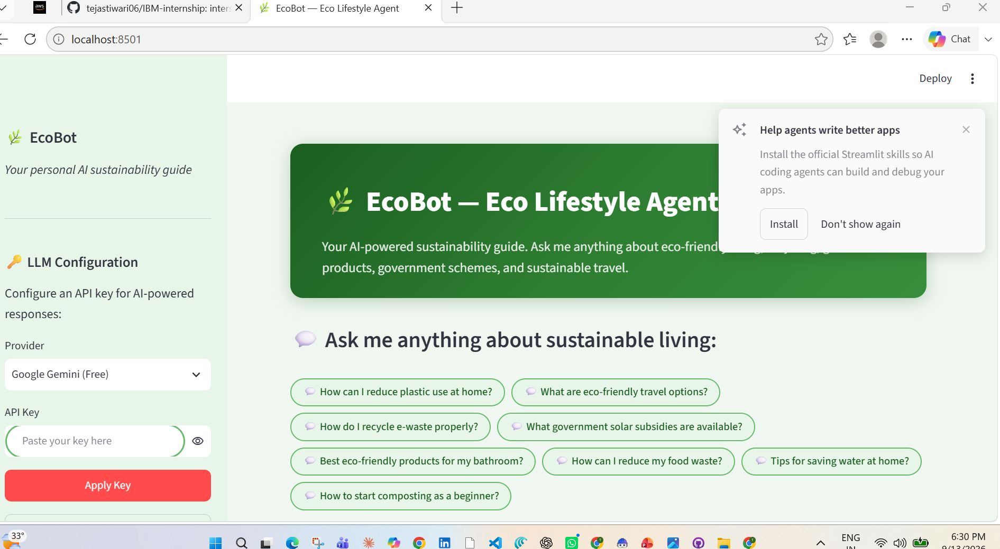 aws
tejastiwari06/IBM-internship: inters
EcoBot — Eco Lifestyle Agent
localhost:8501
Chat
Deploy
EcoBot
Your personal AI sustainability guide
LLM Configuration
Configure an API key for AI-powered
responses:
Provider
Google Gemini (Free)
API Key
Paste your key here
Apply Key
Help agents write better apps
Install the official Streamlit skills so AI
coding agents can build and debug your
apps.
Install
Don't show again
EcoBot — Eco Lifestyle Agent
Your AI-powered sustainability guide. Ask me anything about eco-friend
products, government schemes, and sustainable travel.
Ask me anything about sustainable living:
How can I reduce plastic use at home?
What are eco-friendly travel options?
How do I recycle e-waste properly?
What government solar subsidies are available?
Best eco-friendly products for my bathroom?
How can I reduce my food waste?
Tips for saving water at home?
How to start composting as a beginner?
33°
ENG
IN
6:30 PM
9/13/2026